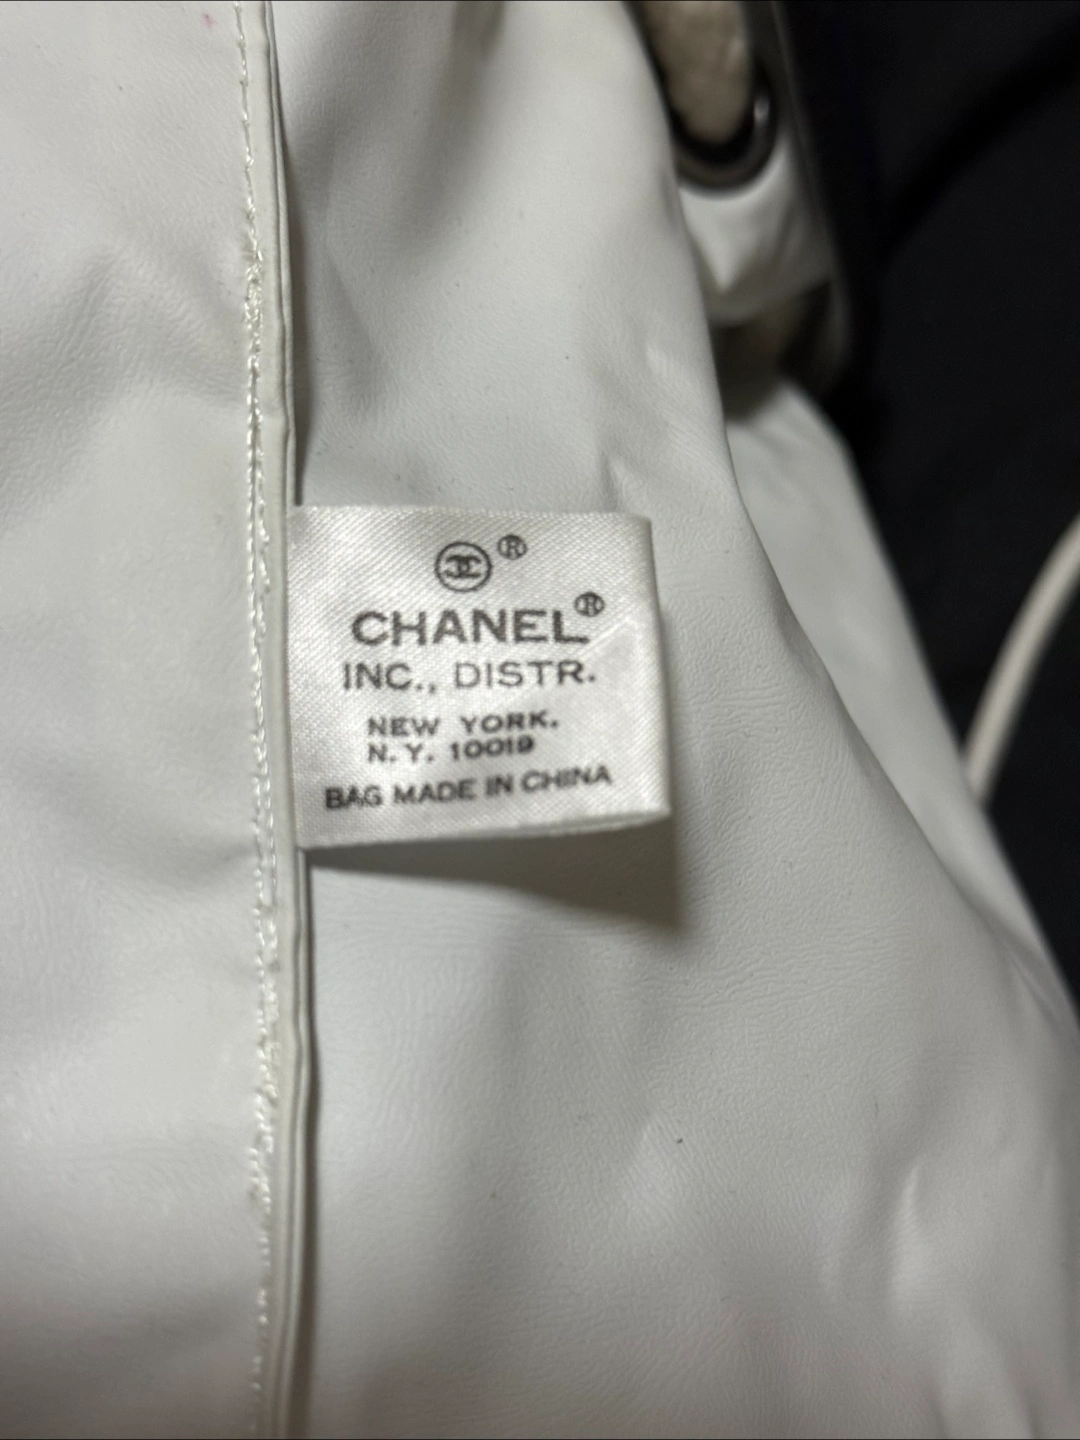 ®
CHANEL®
INC., DISTR.
NEW YORK.
N.Y. 10019
BAG MADE IN CHINA